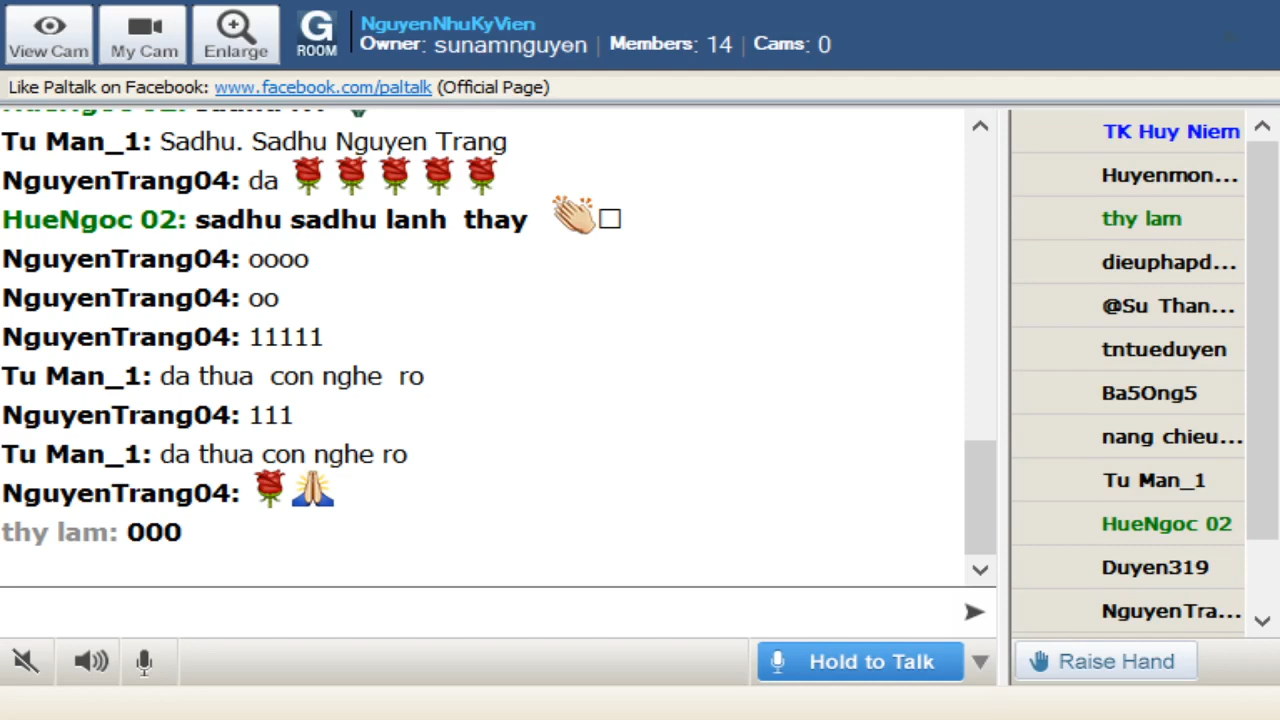 View Cam
My Cam
Enlarge
G ROOM
NguyenNhuKyVien
Owner: sunamnguyen | Members: 14 | Cams: 0
Like Paltalk on Facebook: www.facebook.com/paltalk (Official Page)
Tu Man_1: Sadhu. Sadhu Nguyen Trang
NguyenTrang04: da
HueNgoc 02: sadhu sadhu lanh thay
NguyenTrang04: oooo
NguyenTrang04: oo
NguyenTrang04: 11111
Tu Man_1: da thua con nghe ro
NguyenTrang04: 111
Tu Man_1: da thua con nghe ro
NguyenTrang04:
thy lam: 000
TK Huy Niem
Huyenmon...
thy lam
dieuphapd...
@Su Than...
tntueduyen
Ba5Ong5
nang chieu...
Tu Man_1
HueNgoc 02
Duyen319
NguyenTra...
Hold to Talk
Raise Hand